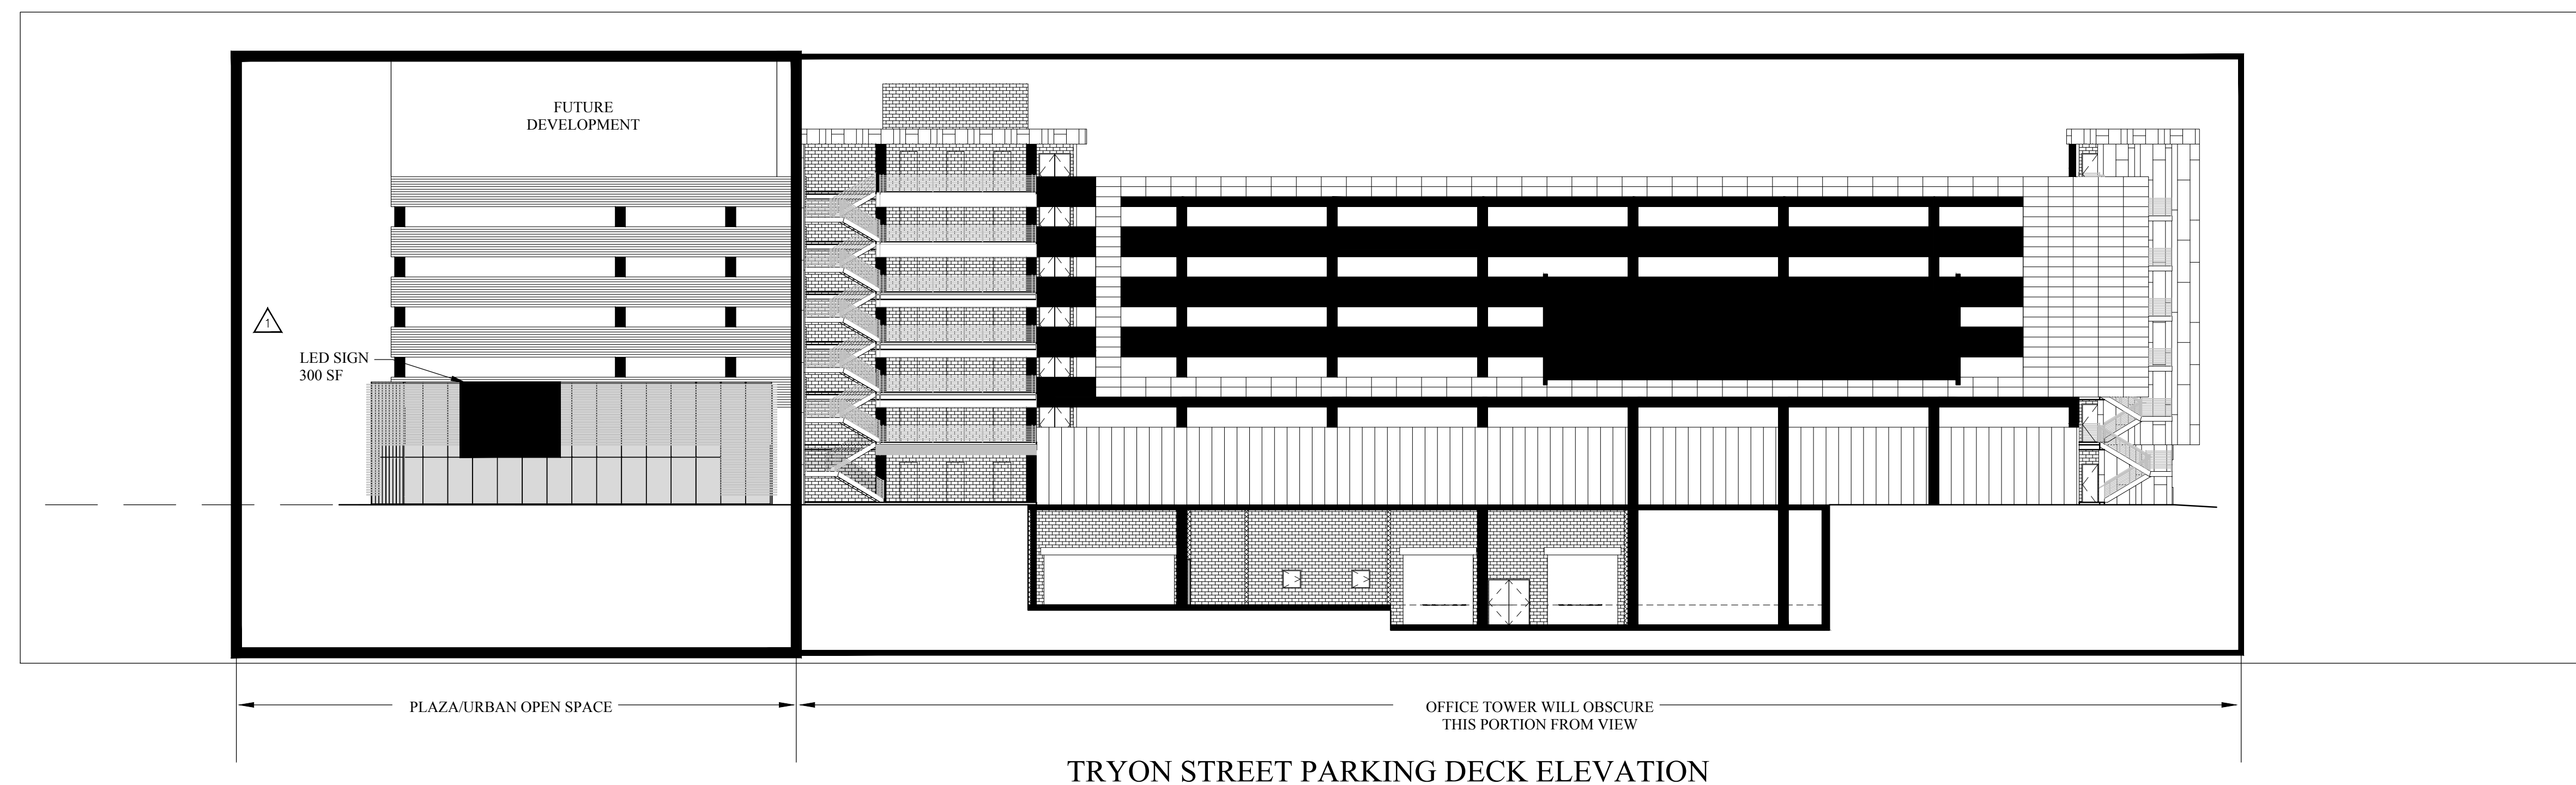 FUTURE
DEVELOPMENT
1
LED SIGN
300 SF
PLAZA/URBAN OPEN SPACE
OFFICE TOWER WILL OBSCURE
THIS PORTION FROM VIEW
TRYON STREET PARKING DECK ELEVATION